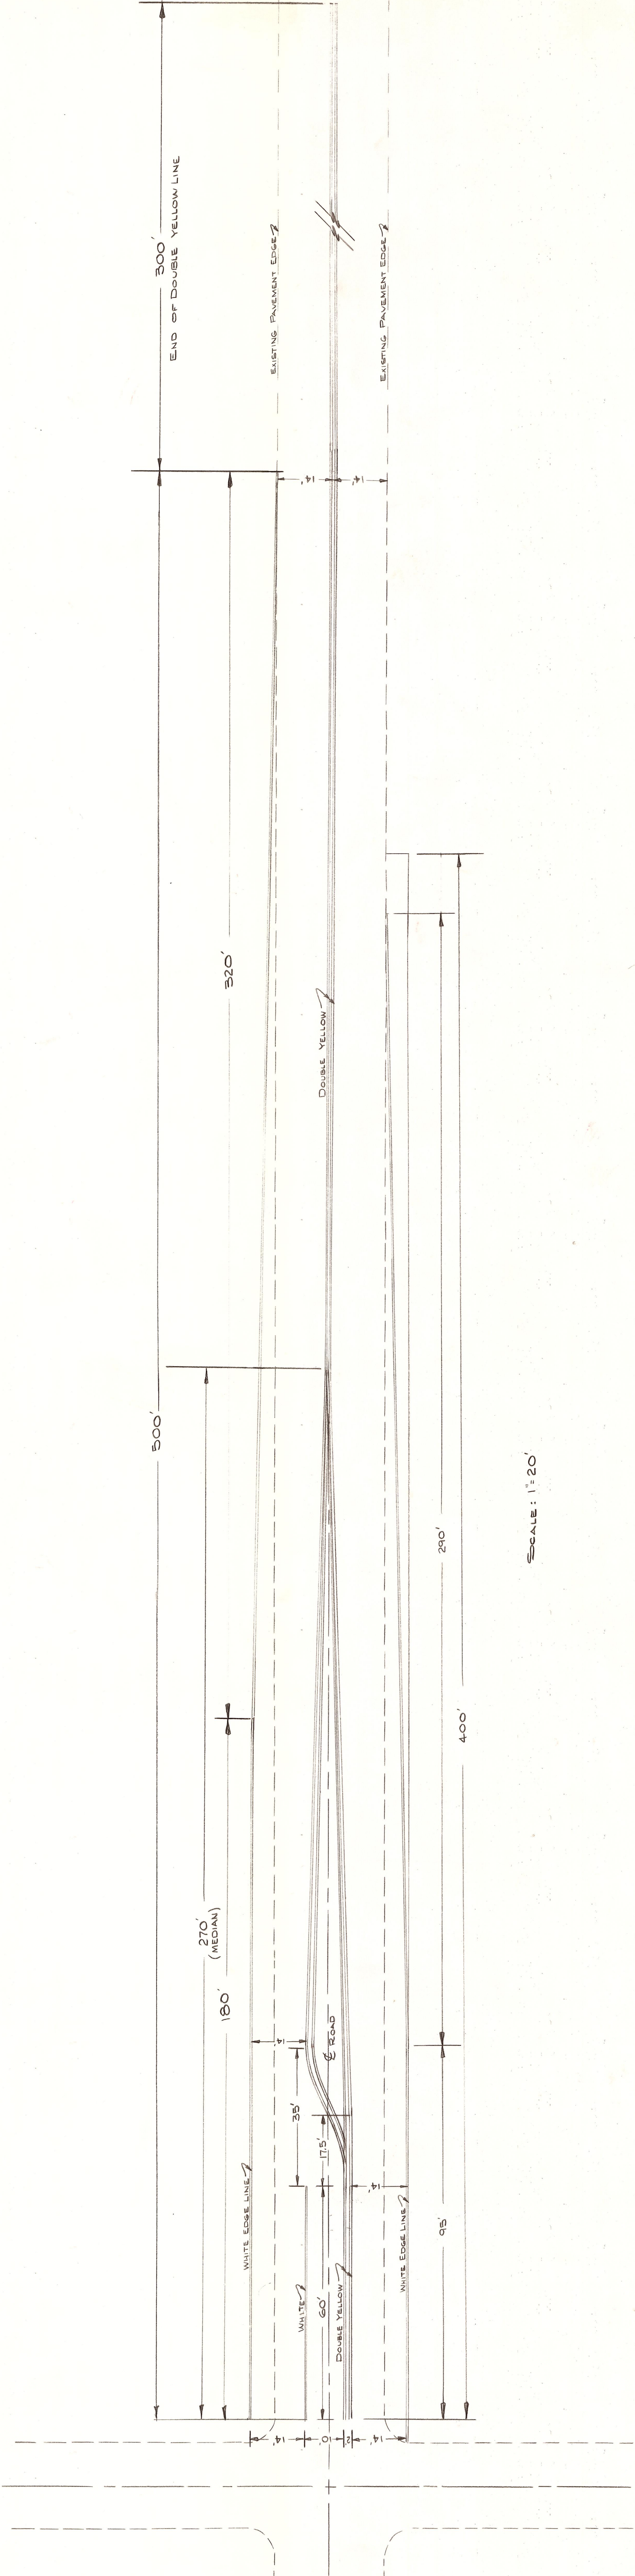 300'
END OF DOUBLE YELLOW LINE
EXISTING PAVEMENT EDGE
EXISTING PAVEMENT EDGE
14'
14'
320'
DOUBLE YELLOW
500'
SCALE: 1"=20'
290'
400'
270'
(MEDIAN)
180'
14'
℄ ROAD
35'
17.5'
14'
WHITE EDGE LINE
WHITE EDGE LINE
95'
WHITE
60'
DOUBLE YELLOW
14'
10'
2'
14'